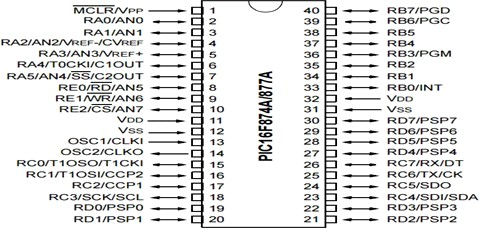 MCLR/VPP 1 40 RB7/PGD
RA0/AN0 2 39 RB6/PGC
RA1/AN1 3 38 RB5
RA2/AN2/VREF-/CVREF 4 37 RB4
RA3/AN3/VREF+ 5 36 RB3/PGM
RA4/T0CKI/C1OUT 6 35 RB2
RA5/AN4/SS/C2OUT 7 34 RB1
RE0/RD/AN5 8 33 RB0/INT
RE1/WR/AN6 9 32 VDD
RE2/CS/AN7 10 31 VSS
VDD 11 30 RD7/PSP7
VSS 12 29 RD6/PSP6
OSC1/CLKI 13 28 RD5/PSP5
OSC2/CLKO 14 27 RD4/PSP4
RC0/T1OSO/T1CKI 15 26 RC7/RX/DT
RC1/T1OSI/CCP2 16 25 RC6/TX/CK
RC2/CCP1 17 24 RC5/SDO
RC3/SCK/SCL 18 23 RC4/SDI/SDA
RD0/PSP0 19 22 RD3/PSP3
RD1/PSP1 20 21 RD2/PSP2
PIC16F874A/877A